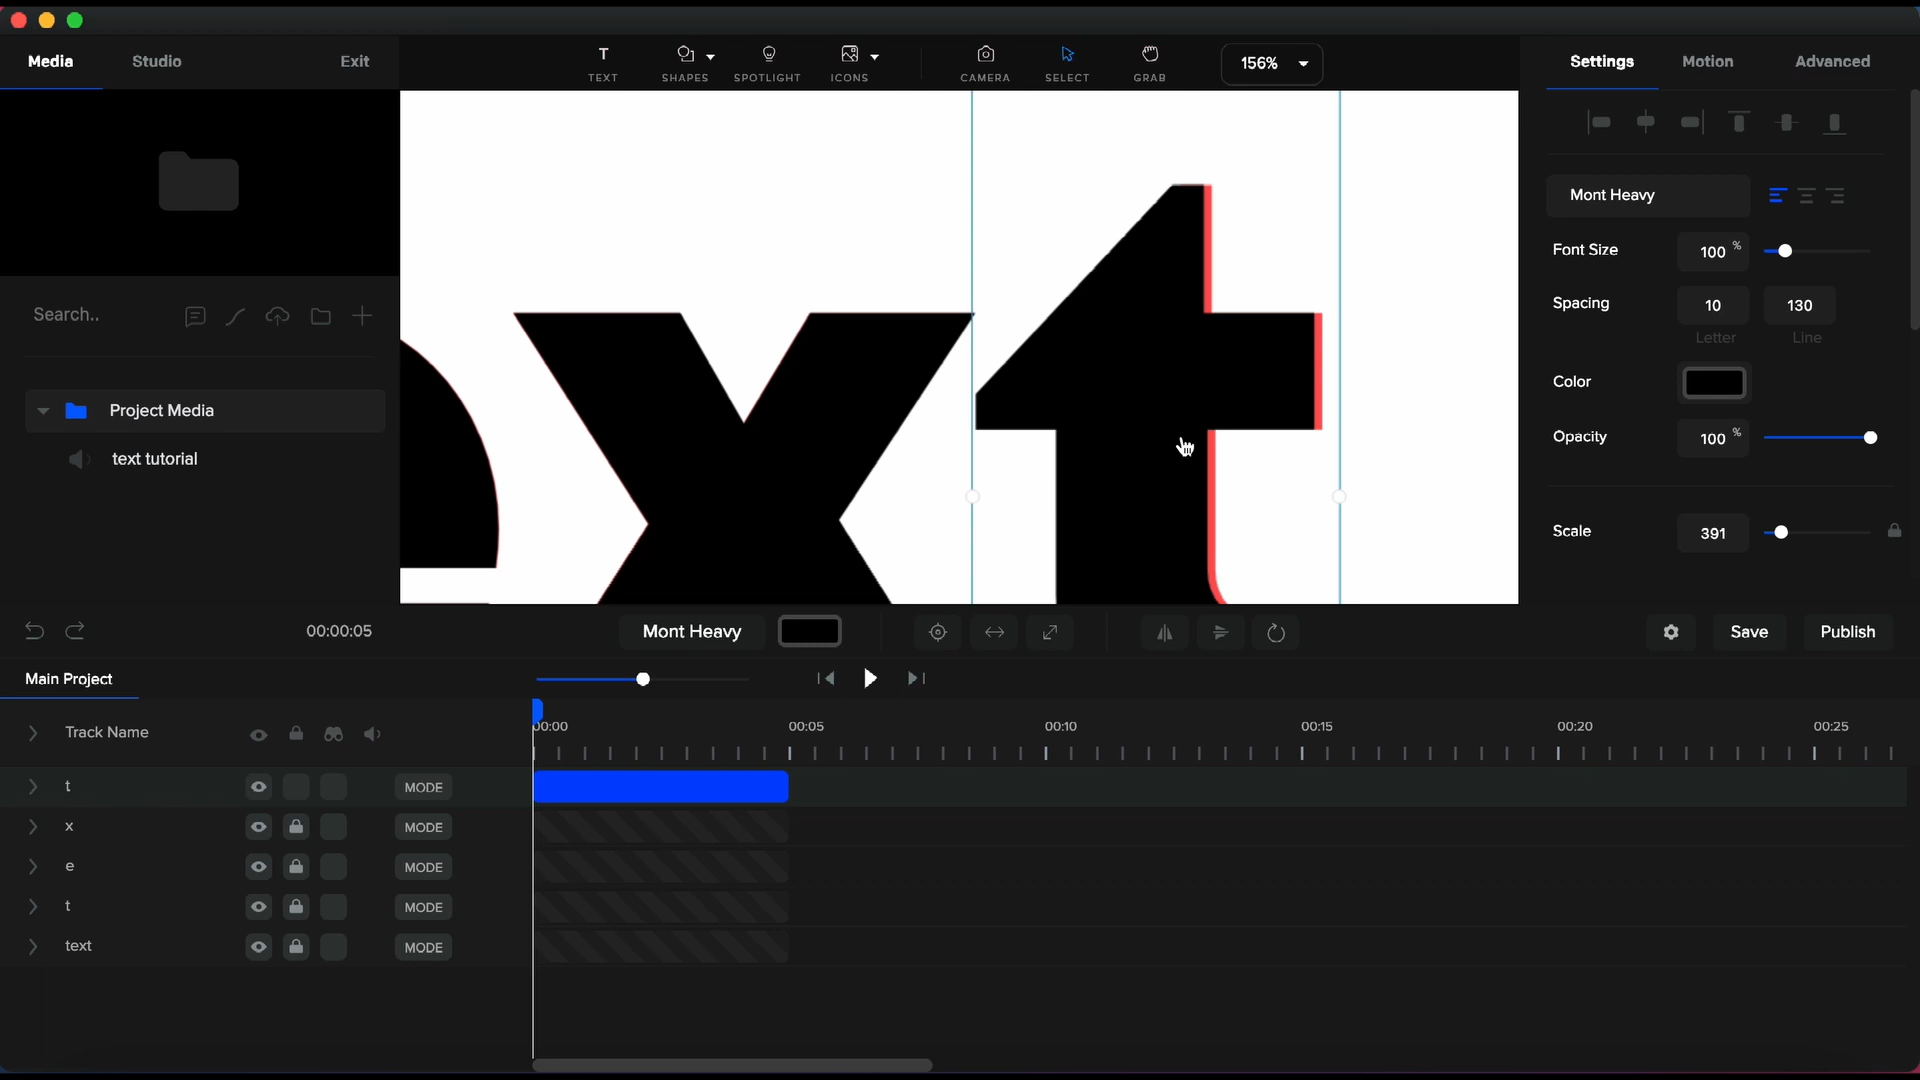 Media
Studio
Exit
T
TEXT
SHAPES
SPOTLIGHT
ICONS
CAMERA
SELECT
GRAB
156%
Settings
Motion
Advanced
xt
Mont Heavy
Font Size
100 %
Spacing
10
130
Letter
Line
Color
Opacity
100 %
Scale
391
Search..
Project Media
text tutorial
00:00:05
Mont Heavy
Save
Publish
Main Project
Track Name
00:00
00:05
00:10
00:15
00:20
00:25
t
MODE
x
MODE
e
MODE
t
MODE
text
MODE